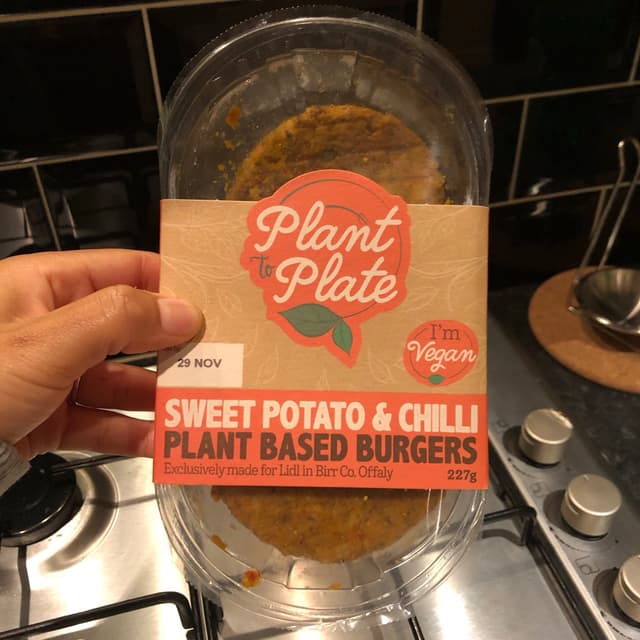 Plant
to
Plate
I'm
Vegan
29 NOV
SWEET POTATO & CHILLI
PLANT BASED BURGERS
Exclusively made for Lidl in Birr Co. Offaly
227g